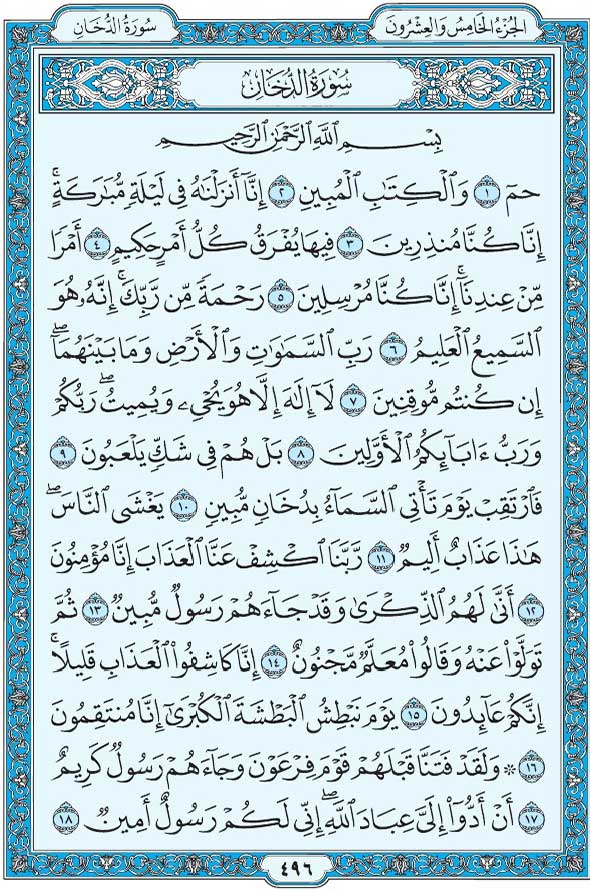 الجُزءُ الخَامِسُ وَالعِشْرُونَ
سُورَةُ الدُّخَانِ
سُورَةُ الدُّخَانِ
بِسْمِ ٱللَّهِ ٱلرَّحْمَٰنِ ٱلرَّحِيمِ
حمٓ ١ وَٱلْكِتَٰبِ ٱلْمُبِينِ ٢ إِنَّآ أَنزَلْنَٰهُ فِى لَيْلَةٍ مُّبَٰرَكَةٍ ۚ
إِنَّا كُنَّا مُنذِرِينَ ٣ فِيهَا يُفْرَقُ كُلُّ أَمْرٍ حَكِيمٍ ٤ أَمْرًا
مِّنْ عِندِنَآ ۚ إِنَّا كُنَّا مُرْسِلِينَ ٥ رَحْمَةً مِّن رَّبِّكَ ۚ إِنَّهُۥ هُوَ
ٱلسَّمِيعُ ٱلْعَلِيمُ ٦ رَبِّ ٱلسَّمَٰوَٰتِ وَٱلْأَرْضِ وَمَا بَيْنَهُمَآ ۖ
إِن كُنتُم مُّوقِنِينَ ٧ لَآ إِلَٰهَ إِلَّا هُوَ يُحْىِۦ وَيُمِيتُ ۖ رَبُّكُمْ
وَرَبُّ ءَابَآئِكُمُ ٱلْأَوَّلِينَ ٨ بَلْ هُمْ فِى شَكٍّ يَلْعَبُونَ ٩
فَٱرْتَقِبْ يَوْمَ تَأْتِى ٱلسَّمَآءُ بِدُخَانٍ مُّبِينٍ ١٠ يَغْشَى ٱلنَّاسَ ۖ
هَٰذَا عَذَابٌ أَلِيمٌ ١١ رَّبَّنَا ٱكْشِفْ عَنَّا ٱلْعَذَابَ إِنَّا مُؤْمِنُونَ
١٢ أَنَّىٰ لَهُمُ ٱلذِّكْرَىٰ وَقَدْ جَآءَهُمْ رَسُولٌ مُّبِينٌ ١٣ ثُمَّ
تَوَلَّوْا۟ عَنْهُ وَقَالُوا۟ مُعَلَّمٌ مَّجْنُونٌ ١٤ إِنَّا كَاشِفُوا۟ ٱلْعَذَابِ قَلِيلًا ۚ
إِنَّكُمْ عَآئِدُونَ ١٥ يَوْمَ نَبْطِشُ ٱلْبَطْشَةَ ٱلْكُبْرَىٰٓ إِنَّا مُنتَقِمُونَ
١٦ ۞ وَلَقَدْ فَتَنَّا قَبْلَهُمْ قَوْمَ فِرْعَوْنَ وَجَآءَهُمْ رَسُولٌ كَرِيمٌ
١٧ أَنْ أَدُّوٓا۟ إِلَىَّ عِبَادَ ٱللَّهِ ۖ إِنِّى لَكُمْ رَسُولٌ أَمِينٌ ١٨
٤٩٦